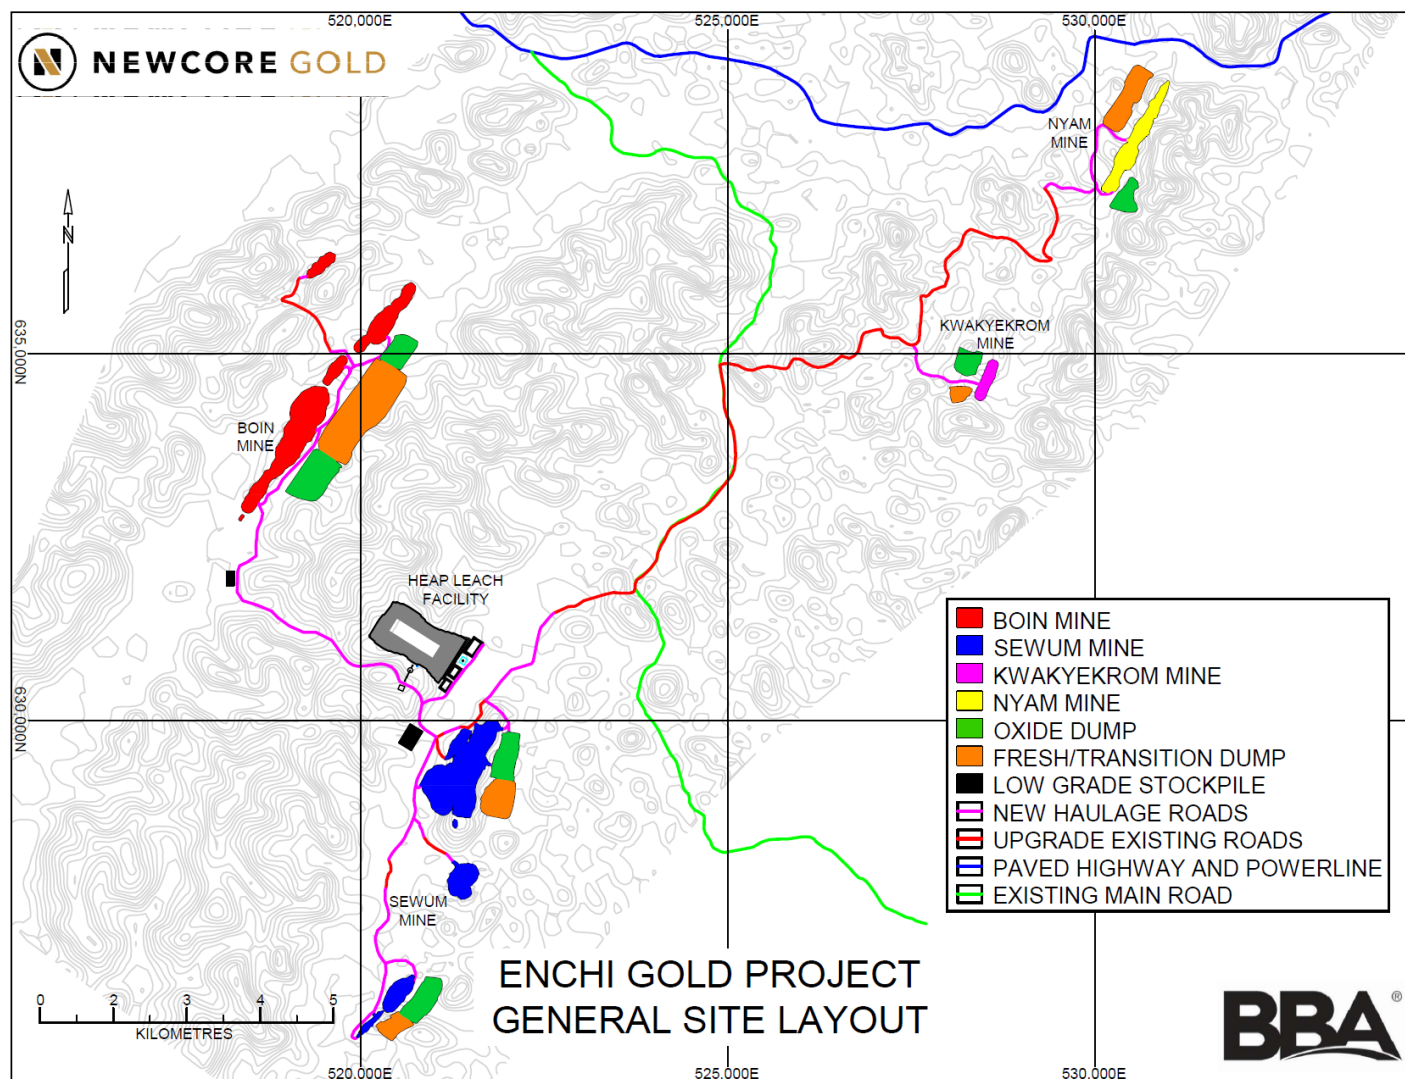 520,000E
525,000E
530,000E
N NEWCORE GOLD
NYAM
MINE
N
635,000N
635,000N
KWAKYEKROM
MINE
BOIN
MINE
HEAP LEACH
FACILITY
630,000N
BOIN MINE
SEWUM MINE
KWAKYEKROM MINE
NYAM MINE
OXIDE DUMP
FRESH/TRANSITION DUMP
LOW GRADE STOCKPILE
NEW HAULAGE ROADS
UPGRADE EXISTING ROADS
PAVED HIGHWAY AND POWERLINE
EXISTING MAIN ROAD
SEWUM
MINE
ENCHI GOLD PROJECT
GENERAL SITE LAYOUT
0 1 2 3 4 5
KILOMETRES
BBA®
520,000E
525,000E
530,000E